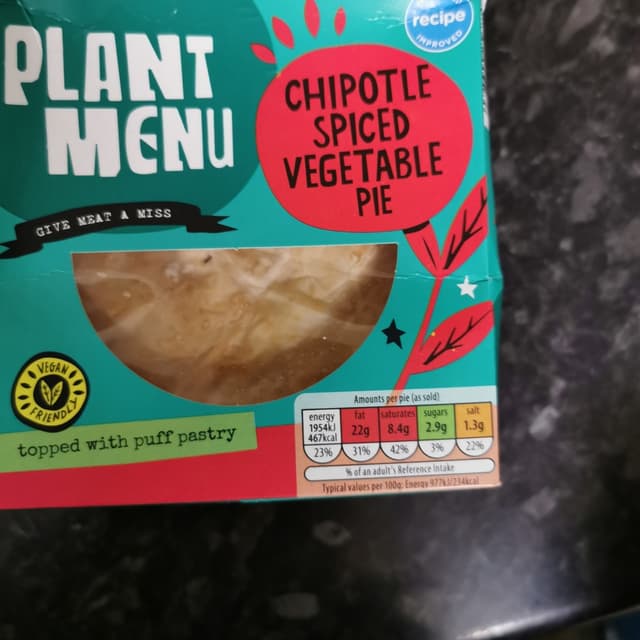 PLANT
MENU
GIVE MEAT A MISS
recipe
IMPROVED
CHIPOTLE
SPICED
VEGETABLE
PIE
VEGAN
FRIENDLY
topped with puff pastry
Amounts per pie (as sold)
energy fat saturates sugars salt
1954kJ 22g 8.4g 2.9g 1.3g
467kcal
23% 31% 42% 3% 22%
% of an adult's Reference Intake
Typical values per 100g: Energy 977kJ/234kcal